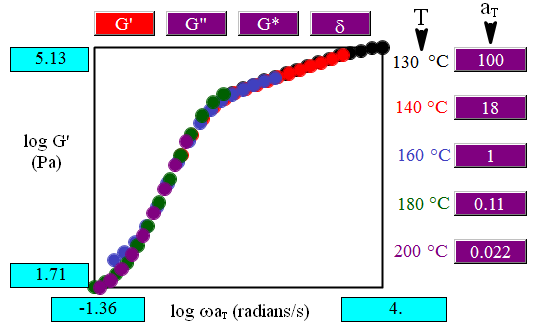 G' G" G* δ T aT
5.13 130 °C 100
140 °C 18
log G'
(Pa)
160 °C 1
180 °C 0.11
200 °C 0.022
1.71
-1.36 log ωaT (radians/s) 4.